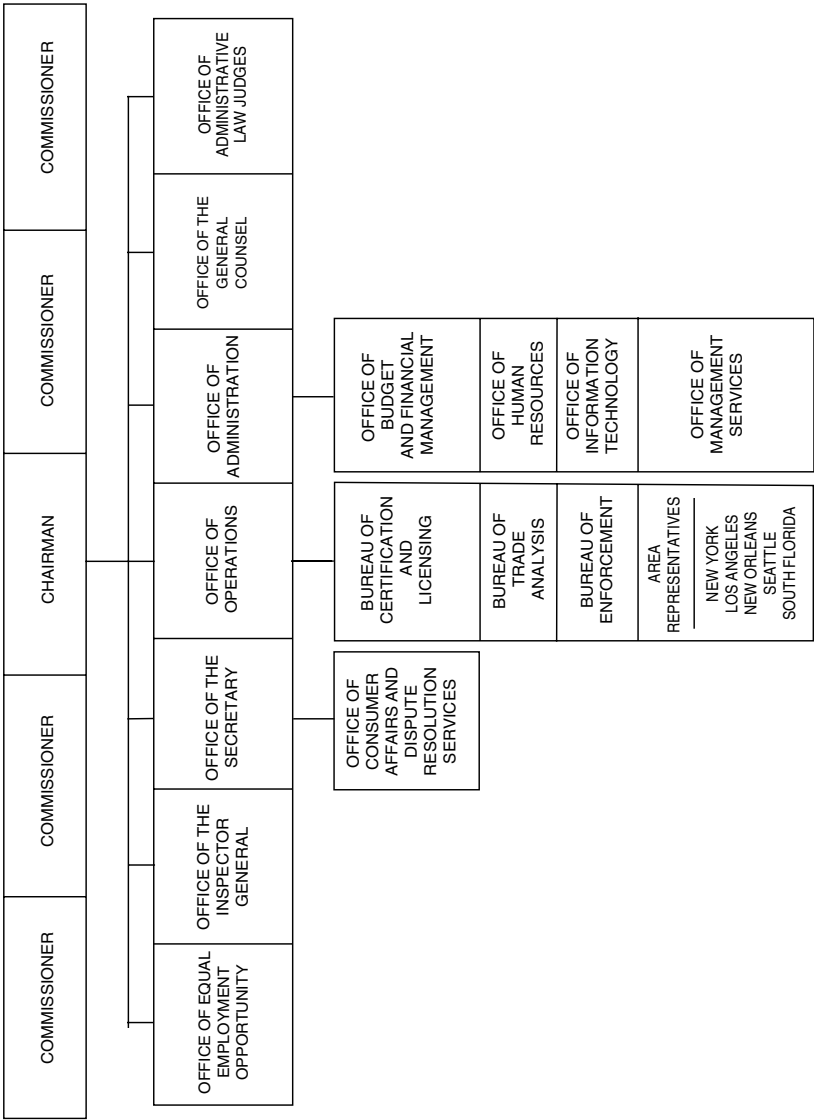 COMMISSIONER
COMMISSIONER
CHAIRMAN
COMMISSIONER
COMMISSIONER
OFFICE OF EQUAL
EMPLOYMENT
OPPORTUNITY
OFFICE OF THE
INSPECTOR
GENERAL
OFFICE OF THE
SECRETARY
OFFICE OF
OPERATIONS
OFFICE OF
ADMINISTRATION
OFFICE OF THE
GENERAL
COUNSEL
OFFICE OF
ADMINISTRATIVE
LAW JUDGES
OFFICE OF
CONSUMER
AFFAIRS AND
DISPUTE
RESOLUTION
SERVICES
BUREAU OF
CERTIFICATION
AND
LICENSING
BUREAU OF
TRADE
ANALYSIS
BUREAU OF
ENFORCEMENT
AREA
REPRESENTATIVES
NEW YORK
LOS ANGELES
NEW ORLEANS
SEATTLE
SOUTH FLORIDA
OFFICE OF
BUDGET
AND FINANCIAL
MANAGEMENT
OFFICE OF
HUMAN
RESOURCES
OFFICE OF
INFORMATION
TECHNOLOGY
OFFICE OF
MANAGEMENT
SERVICES